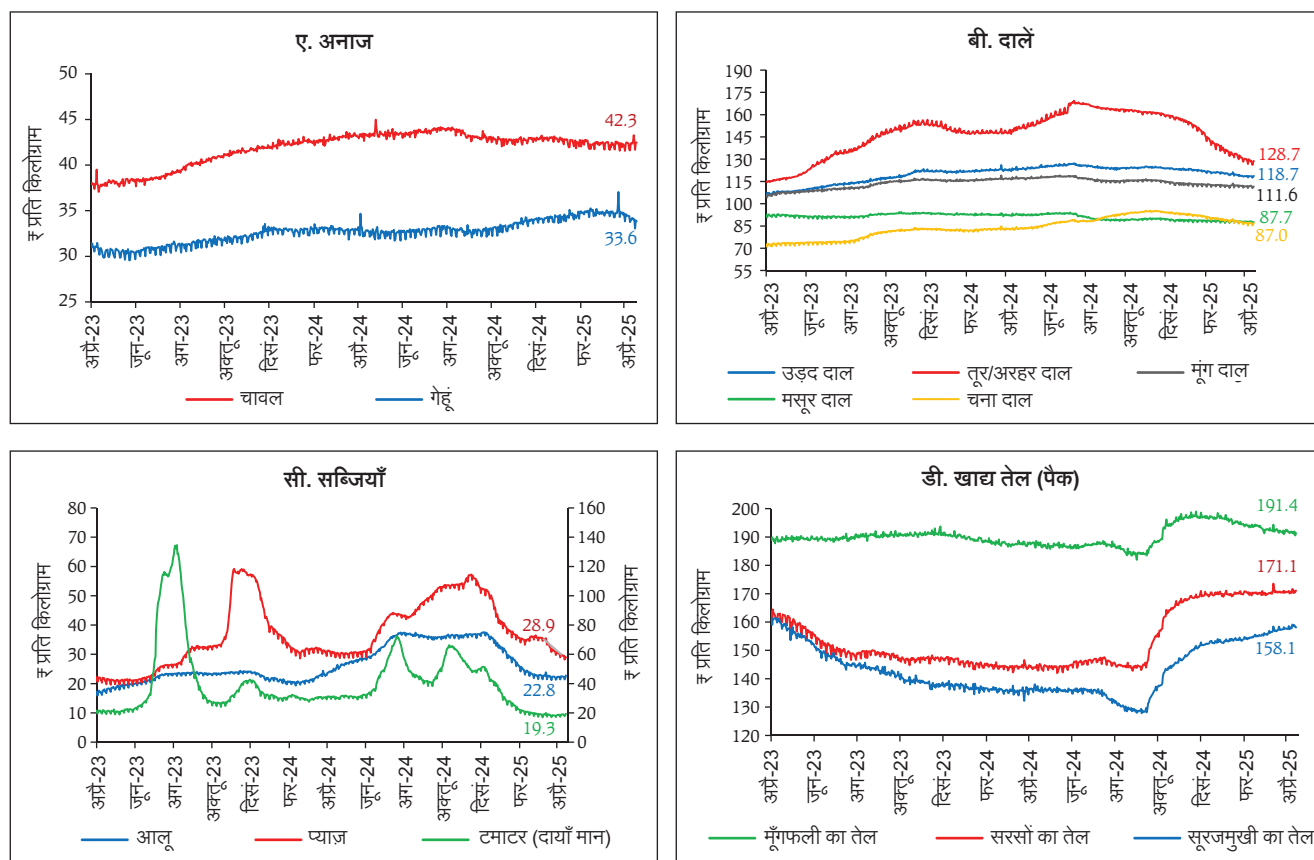 ए. अनाज
₹ प्रति किलोग्राम
50
45
40
35
30
25
42.3
33.6
अप्रै-23
जून-23
अग-23
अक्तू-23
दिसं-23
फर-24
अप्रै-24
जून-24
अग-24
अक्तू-24
दिसं-24
फर-25
अप्रै-25
चावल
गेहूं
बी. दालें
₹ प्रति किलोग्राम
190
175
160
145
130
115
100
85
70
55
128.7
118.7
111.6
87.7
87.0
अप्रै-23
जून-23
अग-23
अक्तू-23
दिसं-23
फर-24
अप्रै-24
जून-24
अग-24
अक्तू-24
दिसं-24
फर-25
अप्रै-25
उड़द दाल
तूर/अरहर दाल
मूंग दाल
मसूर दाल
चना दाल
सी. सब्जियाँ
₹ प्रति किलोग्राम
80
70
60
50
40
30
20
10
0
160
140
120
100
80
60
40
20
0
₹ प्रति किलोग्राम
28.9
22.8
19.3
अप्रै-23
जून-23
अग-23
अक्तू-23
दिसं-23
फर-24
अप्रै-24
जून-24
अग-24
अक्तू-24
दिसं-24
फर-25
अप्रै-25
आलू
प्याज़
टमाटर (दायाँ मान)
डी. खाद्य तेल (पैक)
₹ प्रति किलोग्राम
200
190
180
170
160
150
140
130
120
191.4
171.1
158.1
अप्रै-23
जून-23
अग-23
अक्तू-23
दिसं-23
फर-24
अप्रै-24
जून-24
अग-24
अक्तू-24
दिसं-24
फर-25
अप्रै-25
मूँगफली का तेल
सरसों का तेल
सूरजमुखी का तेल